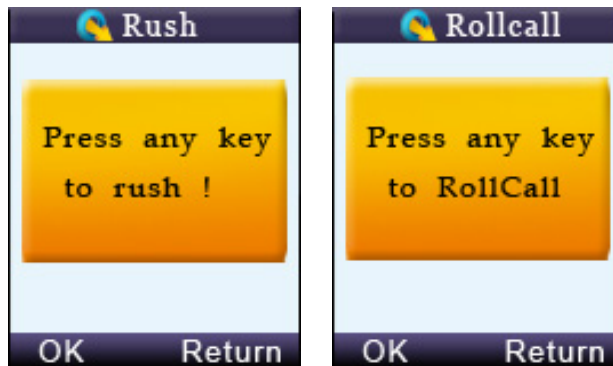 Rush
Press any key
to rush !
OK Return
Rollcall
Press any key
to RollCall
OK Return